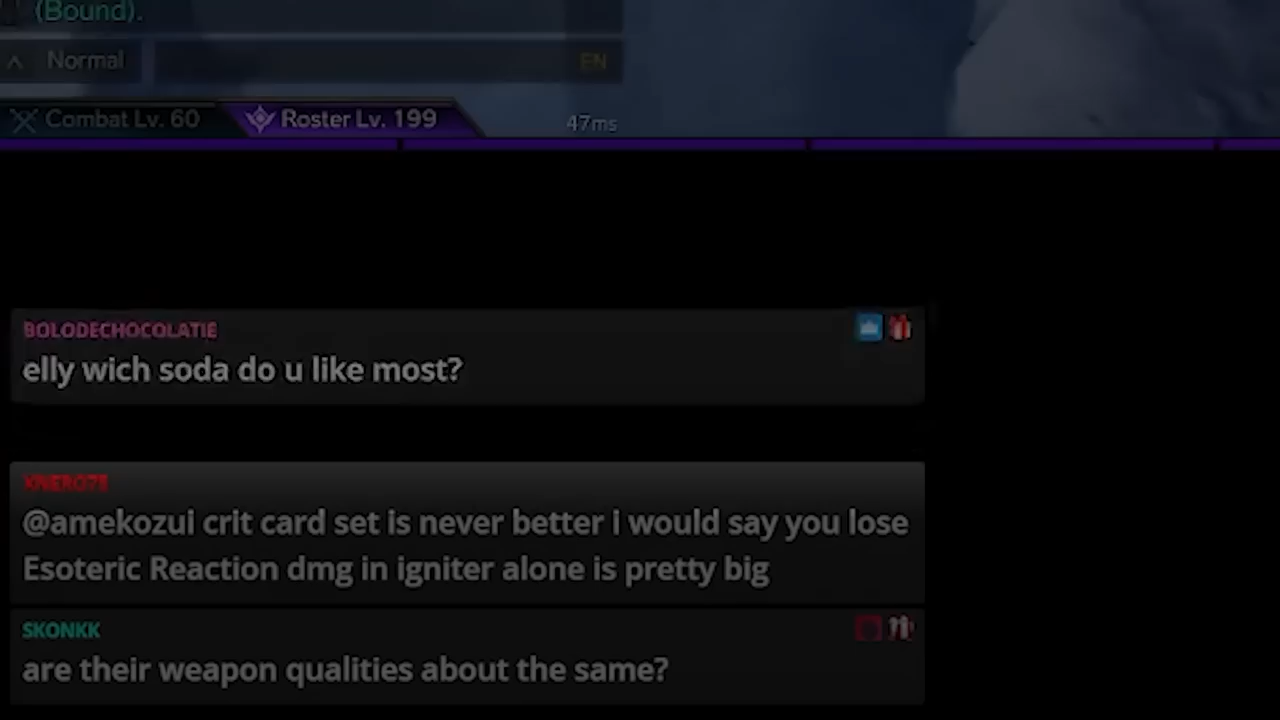 (Bound).
Normal
EN
Combat Lv. 60
Roster Lv. 199
47ms
BOLODECHOCOLATIE
elly wich soda do u like most?
XNERO75
@amekozui crit card set is never better i would say you lose
Esoteric Reaction dmg in igniter alone is pretty big
SKONKK
are their weapon qualities about the same?